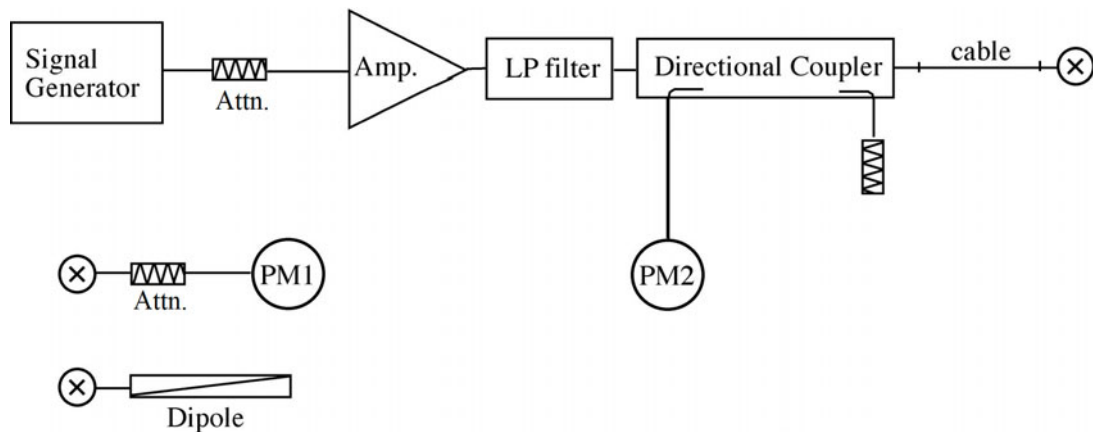 Signal
Generator
Attn.
Amp.
LP filter
Directional Coupler
cable
PM1
Attn.
PM2
Dipole